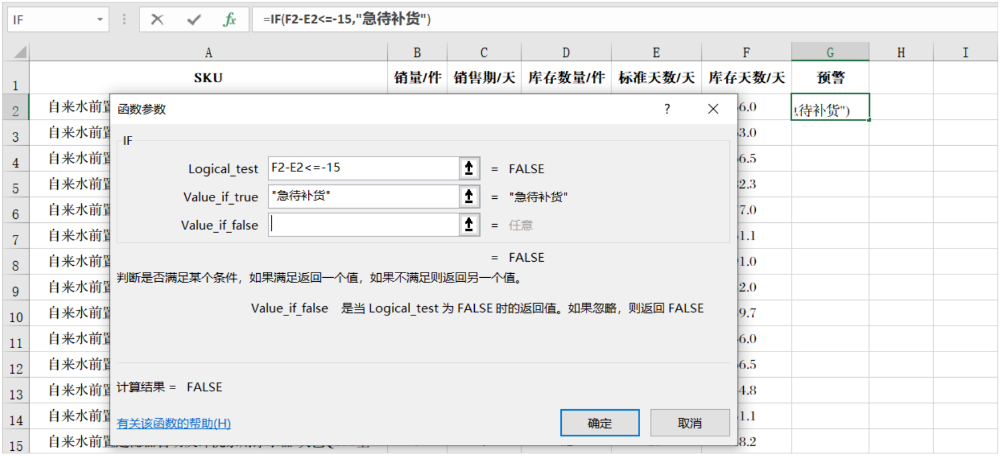 IF
=IF(F2-E2<=-15,"急待补货")
A B C D E F G H I
1 SKU 销量/件 销售期/天 库存数量/件 标准天数/天 库存天数/天 预警
2 自来水前置 6.0 待补货")
函数参数 ?
3 自来水前置 3.0
IF
4 自来水前置 6.5
Logical_test F2-E2<=-15 = FALSE
5 自来水前置 2.3
Value_if_true "急待补货" = "急待补货"
6 自来水前置 7.0
Value_if_false = 任意
7 自来水前置 1.1
= FALSE
8 自来水前置 1.0
判断是否满足某个条件，如果满足返回一个值，如果不满足则返回另一个值。
9 自来水前置 2.0
Value_if_false 是当 Logical_test 为 FALSE 时的返回值。如果忽略，则返回 FALSE
10 自来水前置 9.7
11 自来水前置 6.0
12 自来水前置 6.5
13 自来水前置 4.8
计算结果 = FALSE
14 自来水前置 1.1
有关该函数的帮助(H) 确定 取消
15 自来水前置 8.2